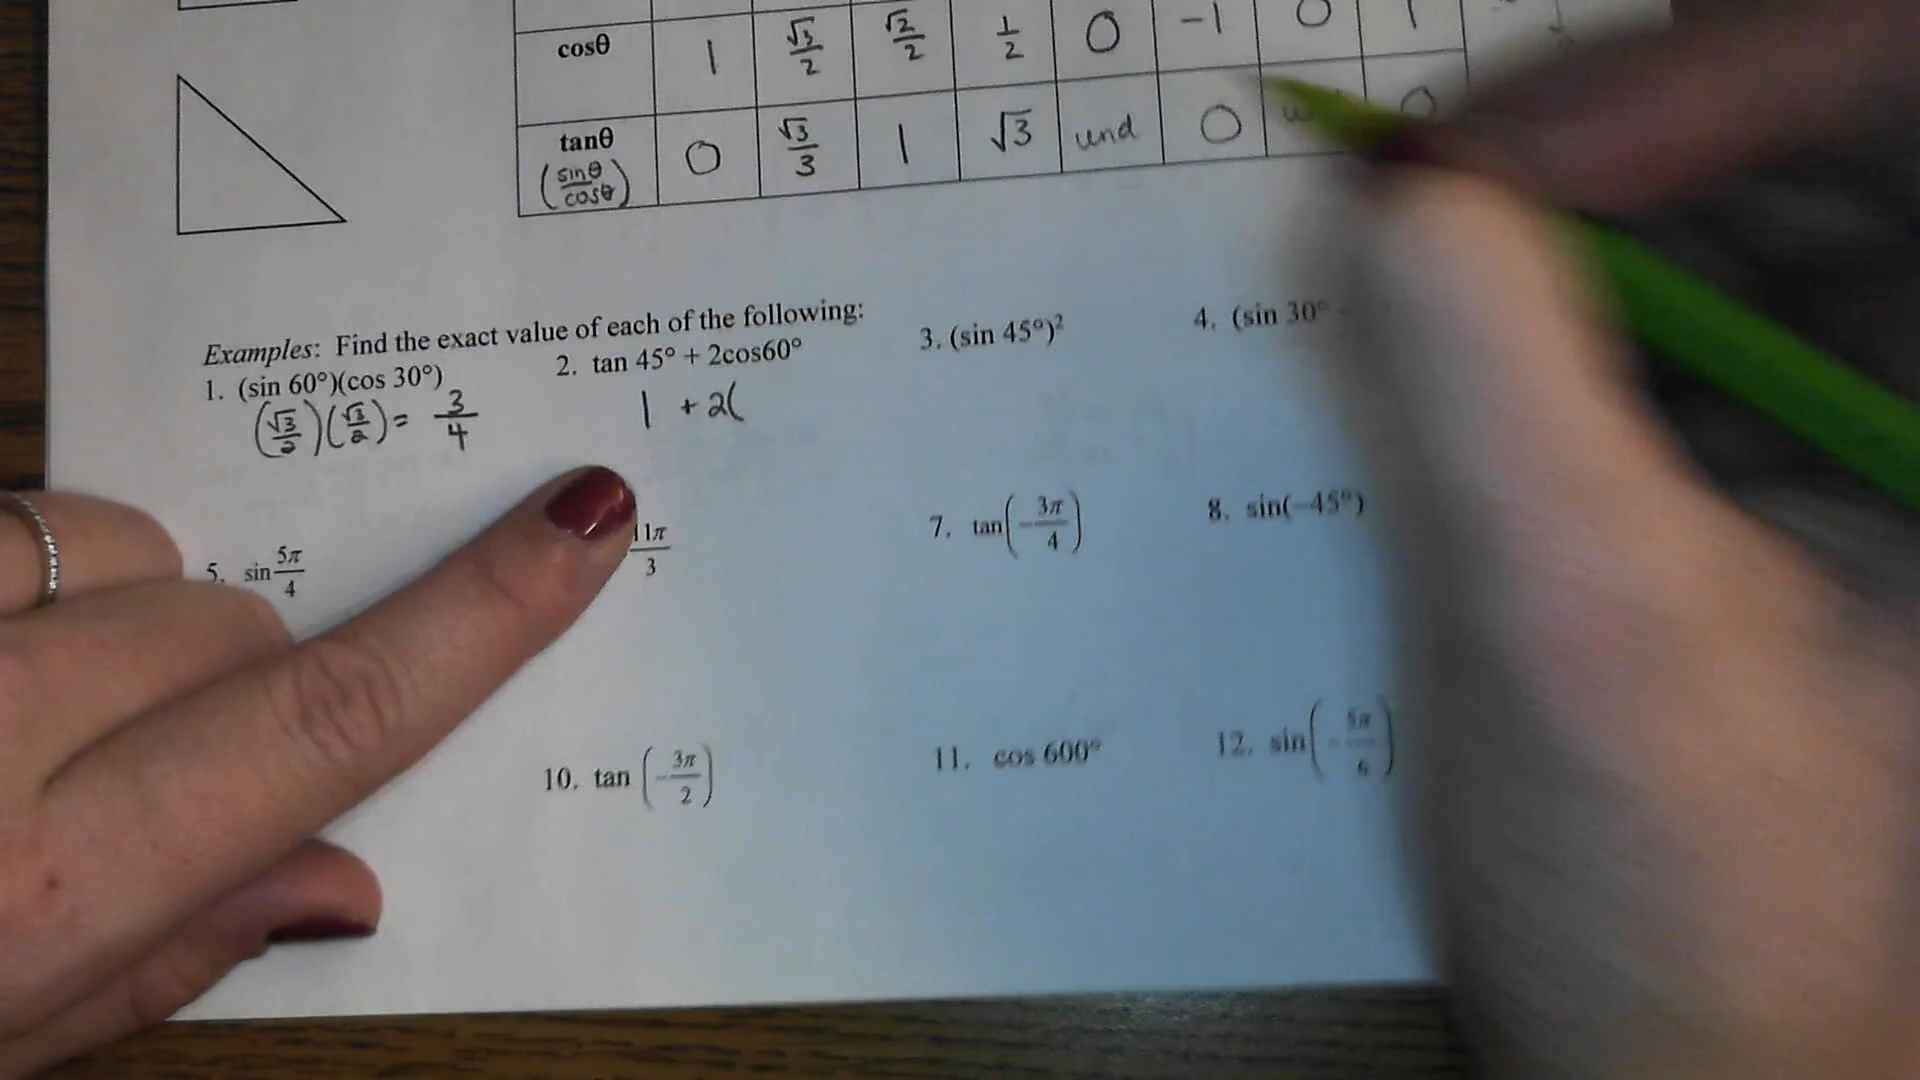 cosθ 1 √3/2 √2/2 1/2 0 -1 0 1
tanθ (sinθ/cosθ) 0 √3/3 1 √3 und 0 0
Examples: Find the exact value of each of the following:
1. (sin 60°)(cos 30°) 2. tan 45° + 2cos60° 3. (sin 45°)² 4. (sin 30°
(√3/2)(√3/2) = 3/4 1 + 2(
5. sin 5π/4 11π/3 7. tan(-3π/4) 8. sin(-45°)
10. tan (-3π/2) 11. cos 600° 12. sin(-5π/6)